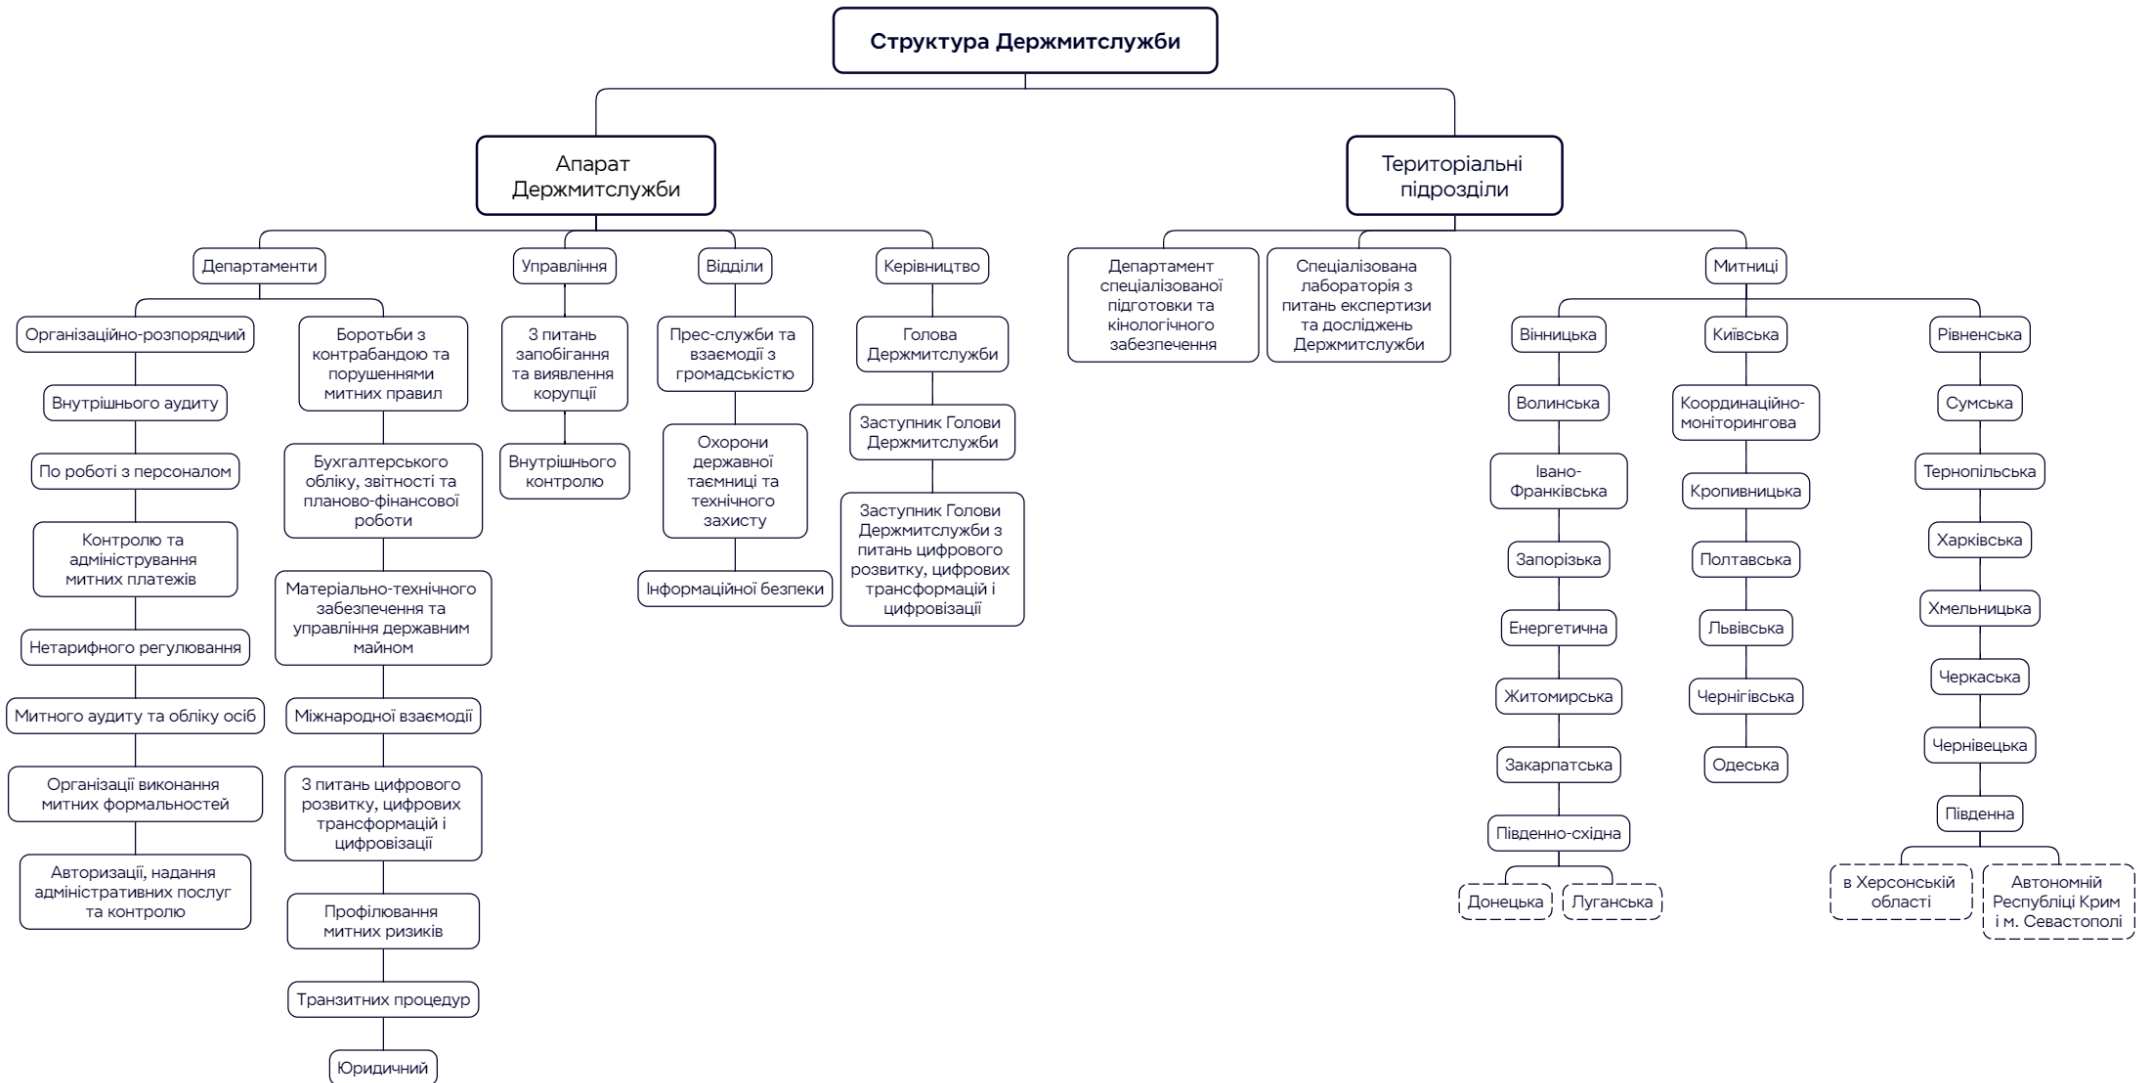 Структура Держмитслужби
Апарат
Держмитслужби
Територіальні
підрозділи
Департаменти
Управління
Відділи
Керівництво
Департамент
спеціалізованої
підготовки та
кінологічного
забезпечення
Спеціалізована
лабораторія з
питань експертизи
та досліджень
Держмитслужби
Митниці
Організаційно-розпорядчий
Внутрішнього аудиту
По роботі з персоналом
Контролю та
адміністрування
митних платежів
Нетарифного регулювання
Митного аудиту та обліку осіб
Організації виконання
митних формальностей
Авторизації, надання
адміністративних послуг
та контролю
Боротьби з
контрабандою та
порушеннями
митних правил
Бухгалтерського
обліку, звітності та
планово-фінансової
роботи
Матеріально-технічного
забезпечення та
управління державним
майном
Міжнародної взаємодії
З питань цифрового
розвитку, цифрових
трансформацій і
цифровізації
Профілювання
митних ризиків
Транзитних процедур
Юридичний
З питань
запобігання
та виявлення
корупції
Внутрішнього
контролю
Прес-служби та
взаємодії з
громадськістю
Охорони
державної
таємниці та
технічного
захисту
Інформаційної безпеки
Голова
Держмитслужби
Заступник Голови
Держмитслужби
Заступник Голови
Держмитслужби з
питань цифрового
розвитку, цифрових
трансформацій і
цифровізації
Вінницька
Волинська
Івано-
Франківська
Запорізька
Енергетична
Житомирська
Закарпатська
Південно-східна
Донецька
Луганська
Київська
Координаційно-
моніторингова
Кропивницька
Полтавська
Львівська
Чернігівська
Одеська
Рівненська
Сумська
Тернопільська
Харківська
Хмельницька
Черкаська
Чернівецька
Південна
в Херсонській
області
Автономній
Республіці Крим
і м. Севастополі